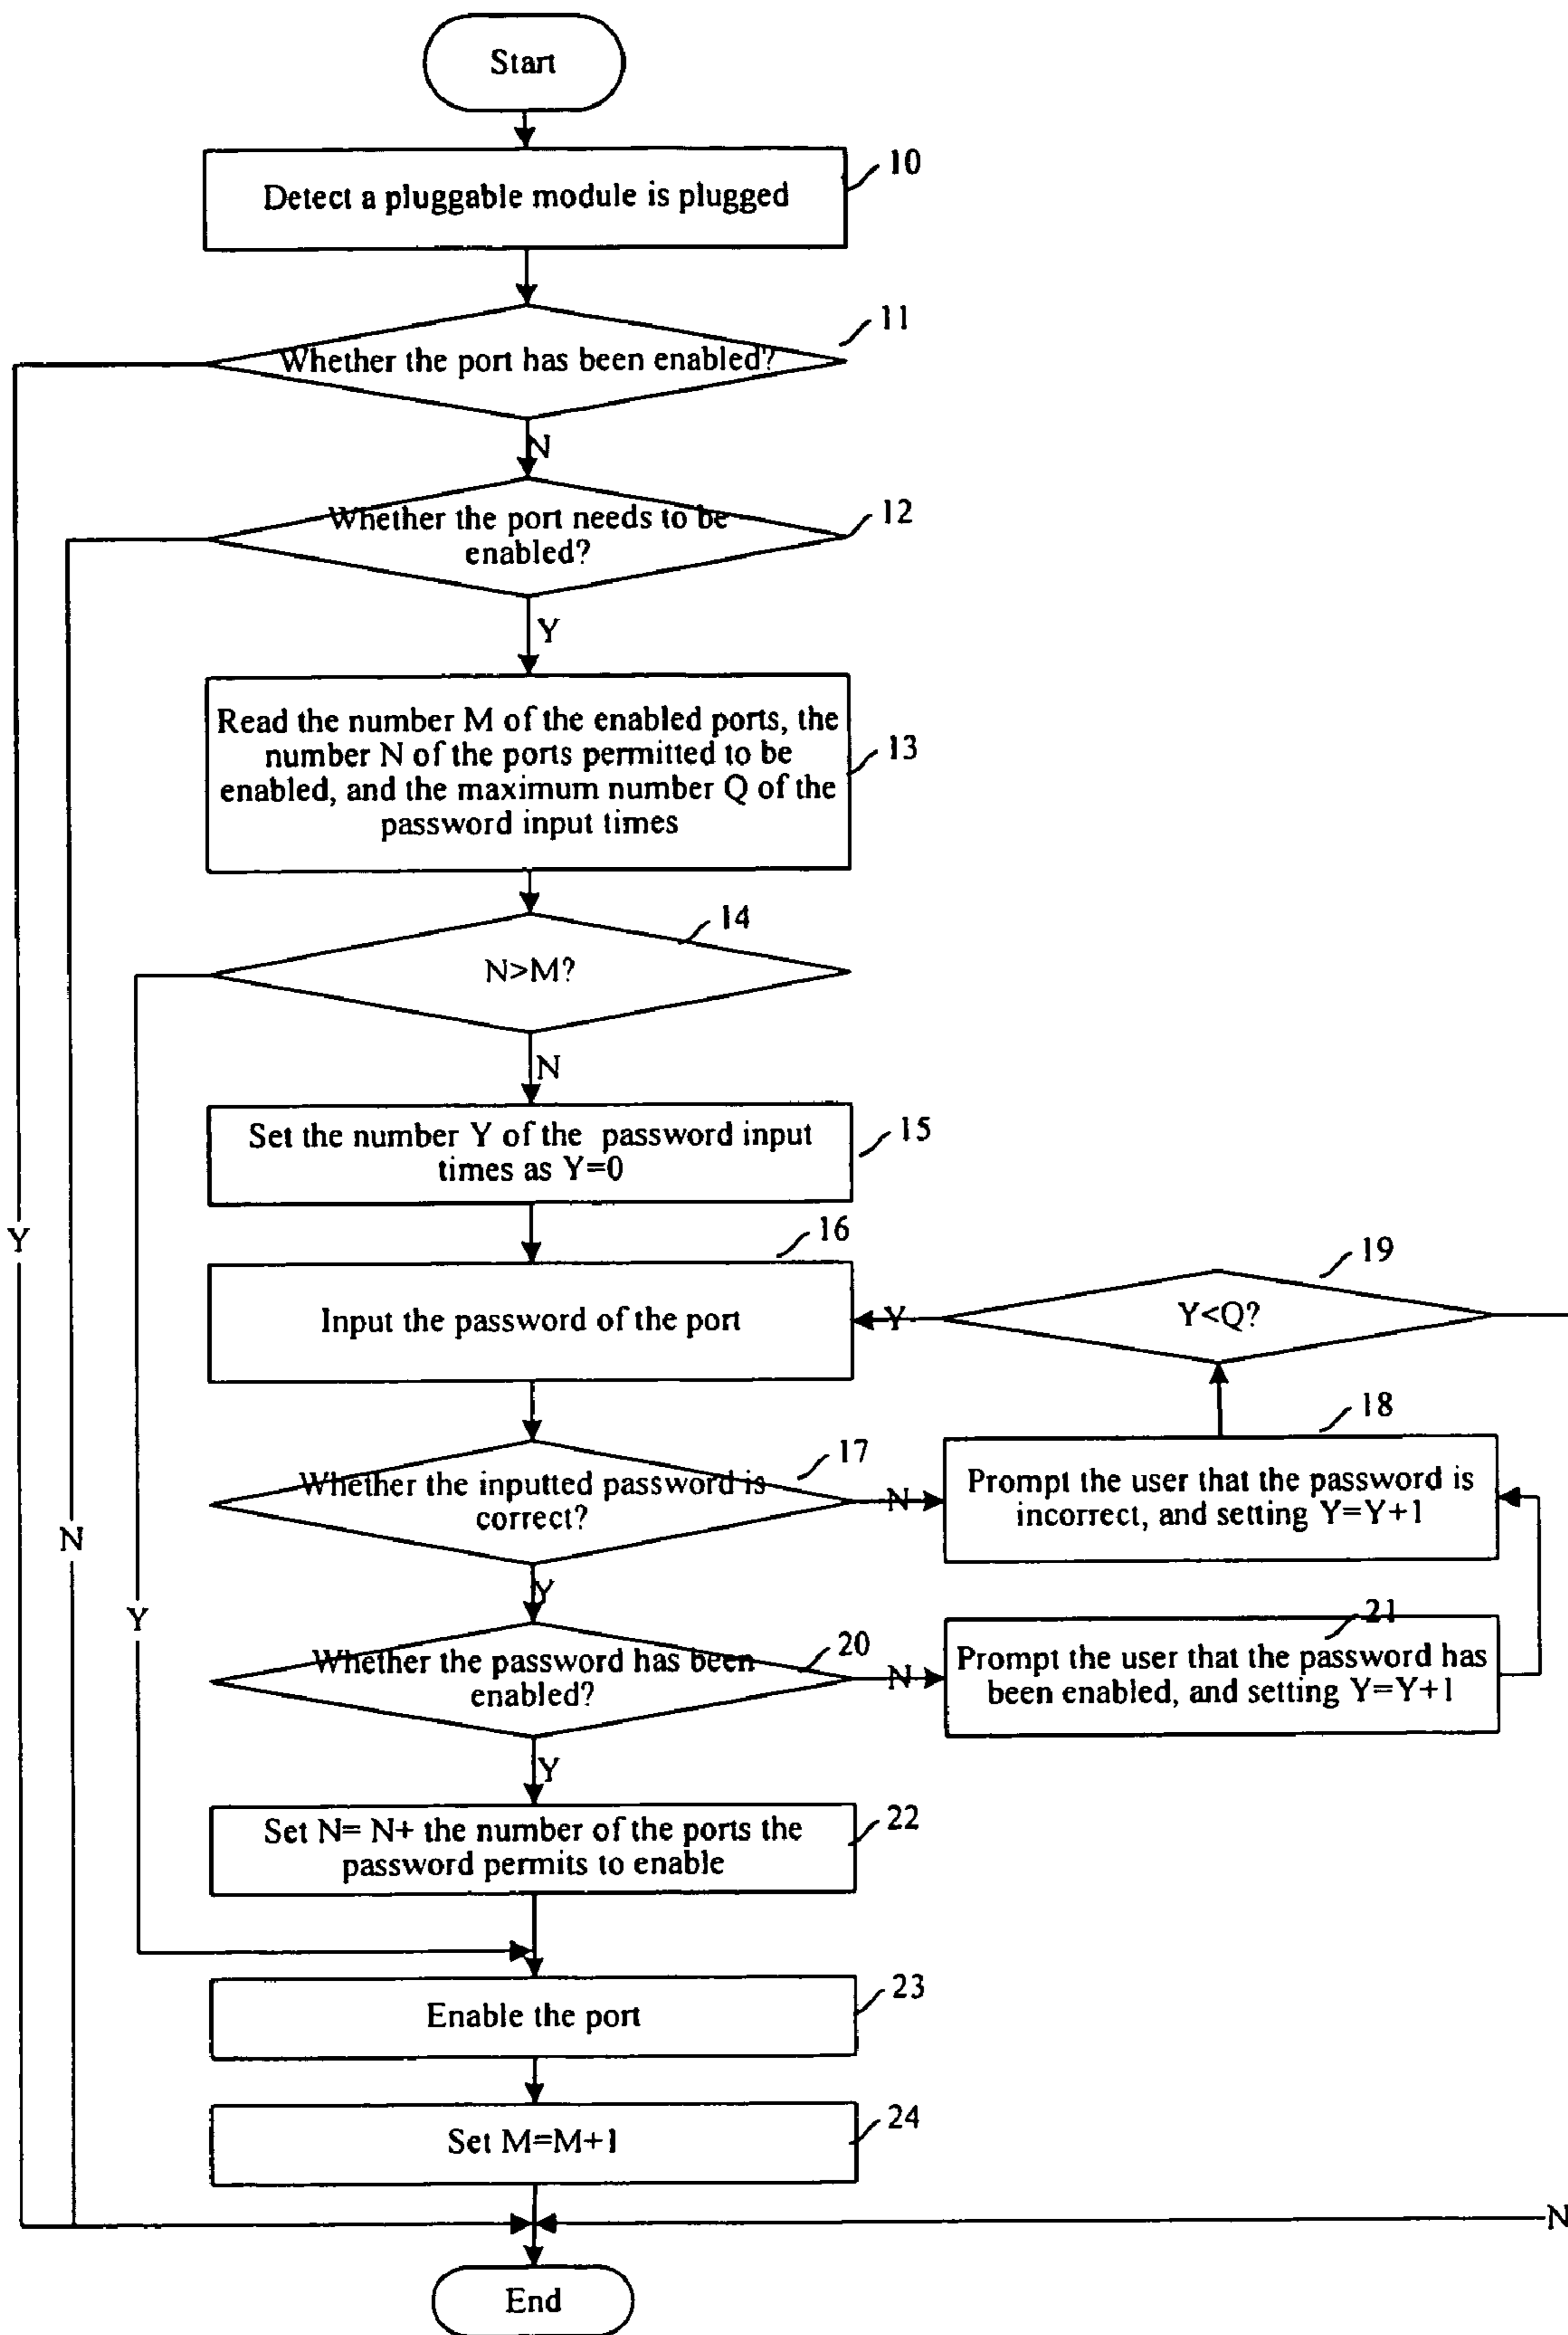 Start
10
Detect a pluggable module is plugged
11
Whether the port has been enabled?
N
12
Whether the port needs to be
enabled?
Y
Read the number M of the enabled ports, the
number N of the ports permitted to be
enabled, and the maximum number Q of the
password input times
13
14
N>M?
N
Set the number Y of the password input
times as Y=0
15
Y
16
Input the password of the port
Y
19
Y<Q?
17
Whether the inputted password is
correct?
N
18
Prompt the user that the password is
incorrect, and setting Y=Y+1
N
Y
Y
20
Whether the password has been
enabled?
N
21
Prompt the user that the password has
been enabled, and setting Y=Y+1
Y
Set N= N+ the number of the ports the
password permits to enable
22
23
Enable the port
24
Set M=M+1
N
End